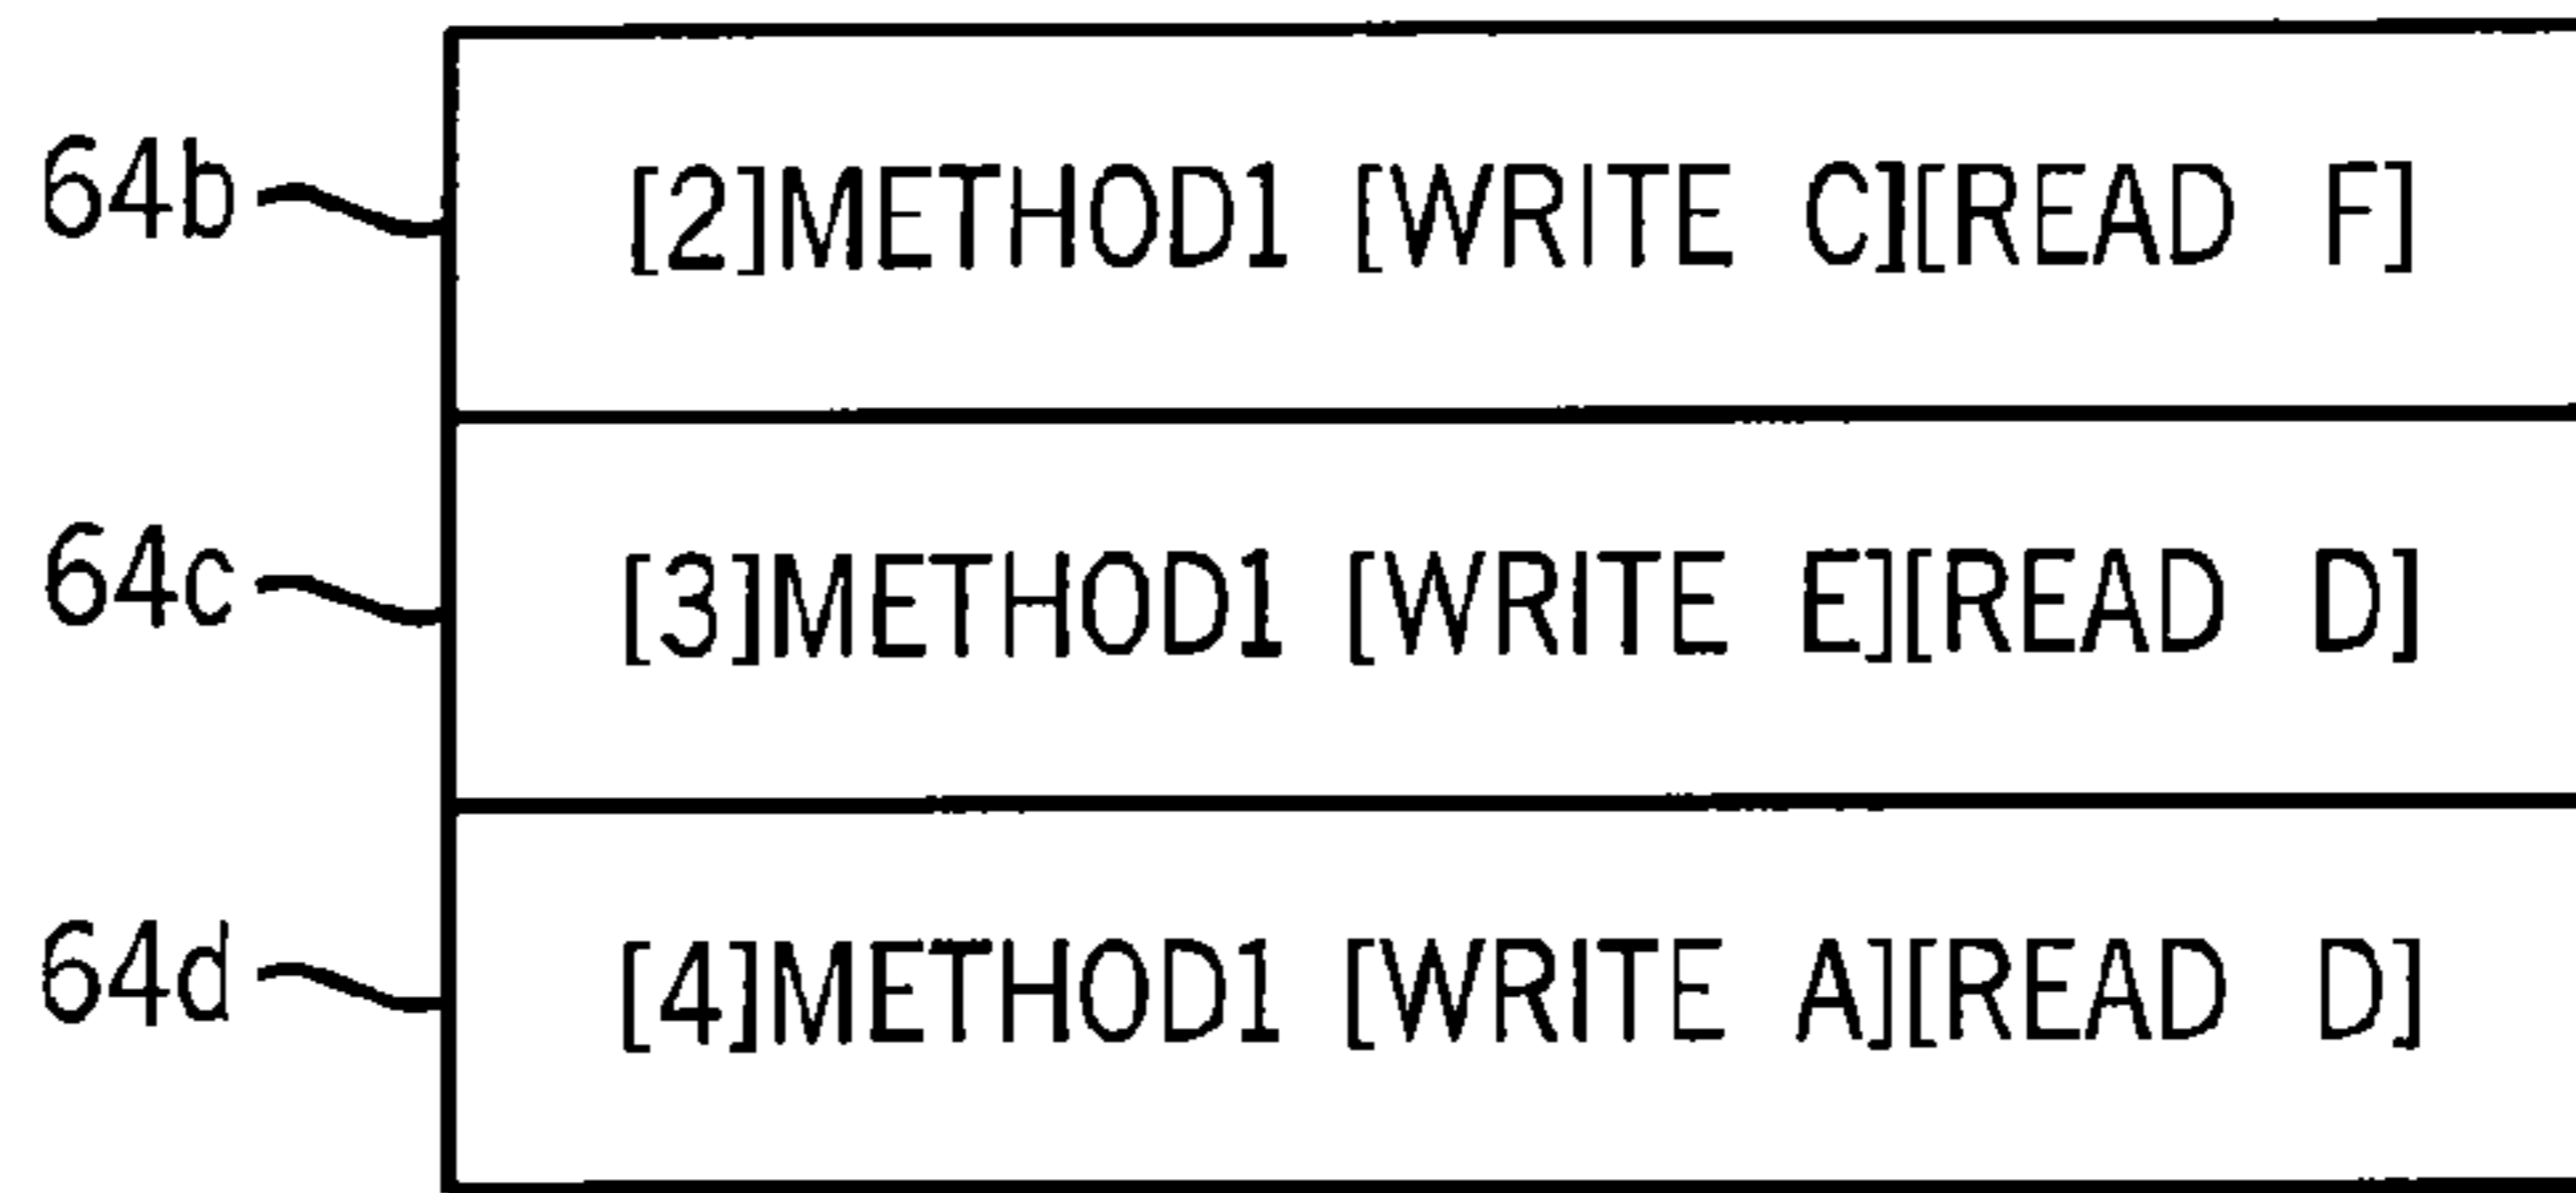 64b [2]METHOD1 [WRITE C][READ F]
64c [3]METHOD1 [WRITE E][READ D]
64d [4]METHOD1 [WRITE A][READ D]